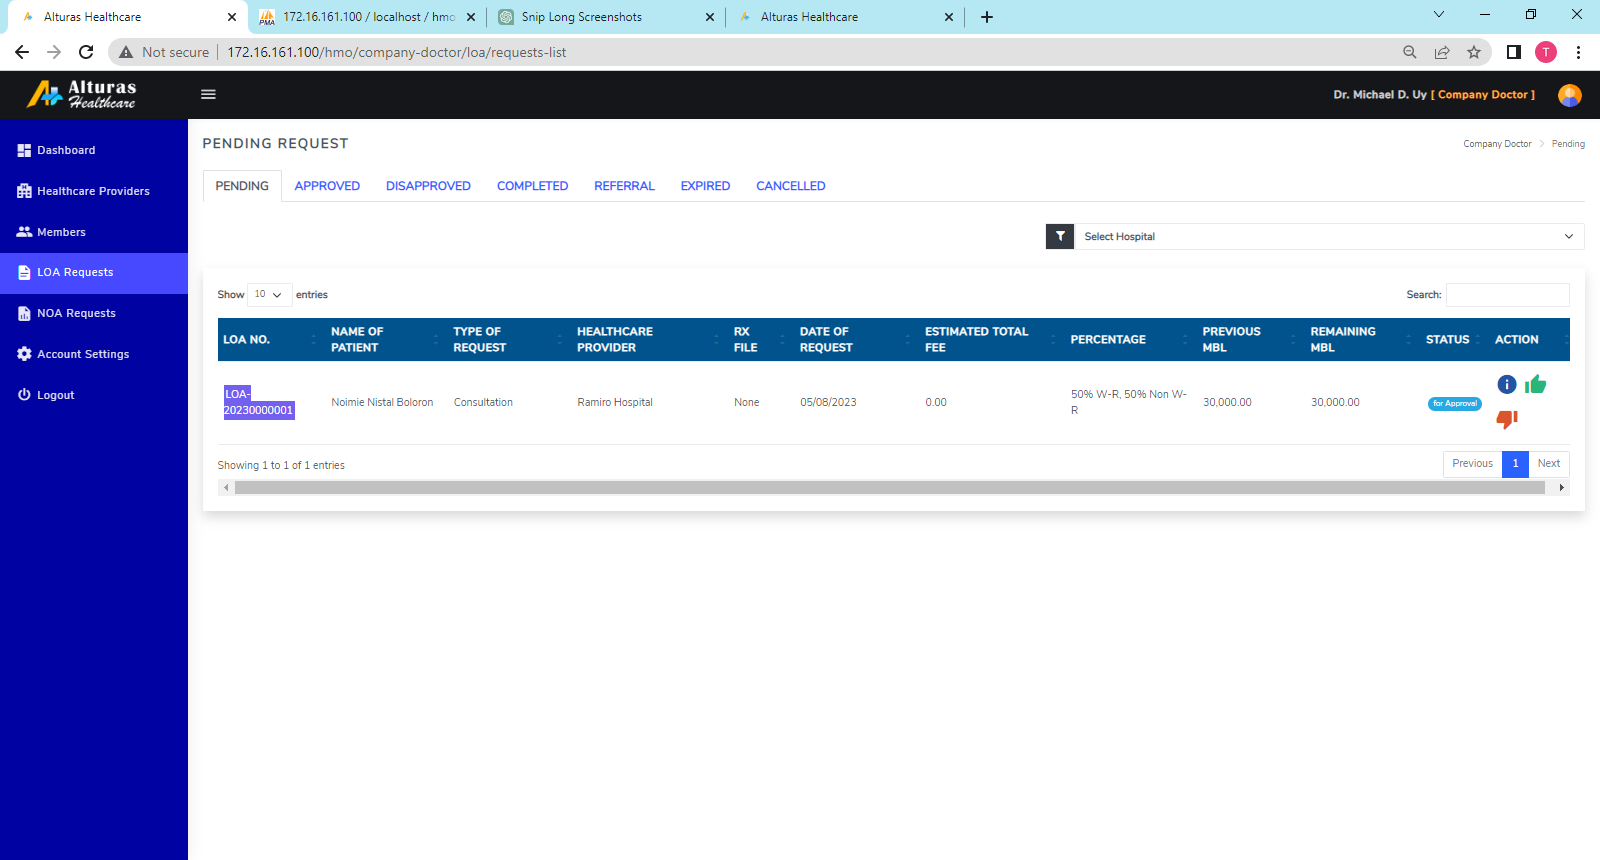 Alturas Healthcare
172.16.161.100 / localhost / hmo
Snip Long Screenshots
Alturas Healthcare
Not secure
172.16.161.100/hmo/company-doctor/loa/requests-list
T
Alturas
Healthcare
Dr. Michael D. Uy [ Company Doctor ]
Dashboard
Healthcare Providers
Members
LOA Requests
NOA Requests
Account Settings
Logout
PENDING REQUEST
Company Doctor > Pending
PENDING APPROVED DISAPPROVED COMPLETED REFERRAL EXPIRED CANCELLED
Select Hospital
Show 10 entries
Search:
LOA NO. NAME OF PATIENT TYPE OF REQUEST HEALTHCARE PROVIDER RX FILE DATE OF REQUEST ESTIMATED TOTAL FEE PERCENTAGE PREVIOUS MBL REMAINING MBL STATUS ACTION
LOA-20230000001 Noimie Nistal Boloron Consultation Ramiro Hospital None 05/08/2023 0.00 50% W-R, 50% Non W-R 30,000.00 30,000.00 for Approval
Showing 1 to 1 of 1 entries
Previous 1 Next